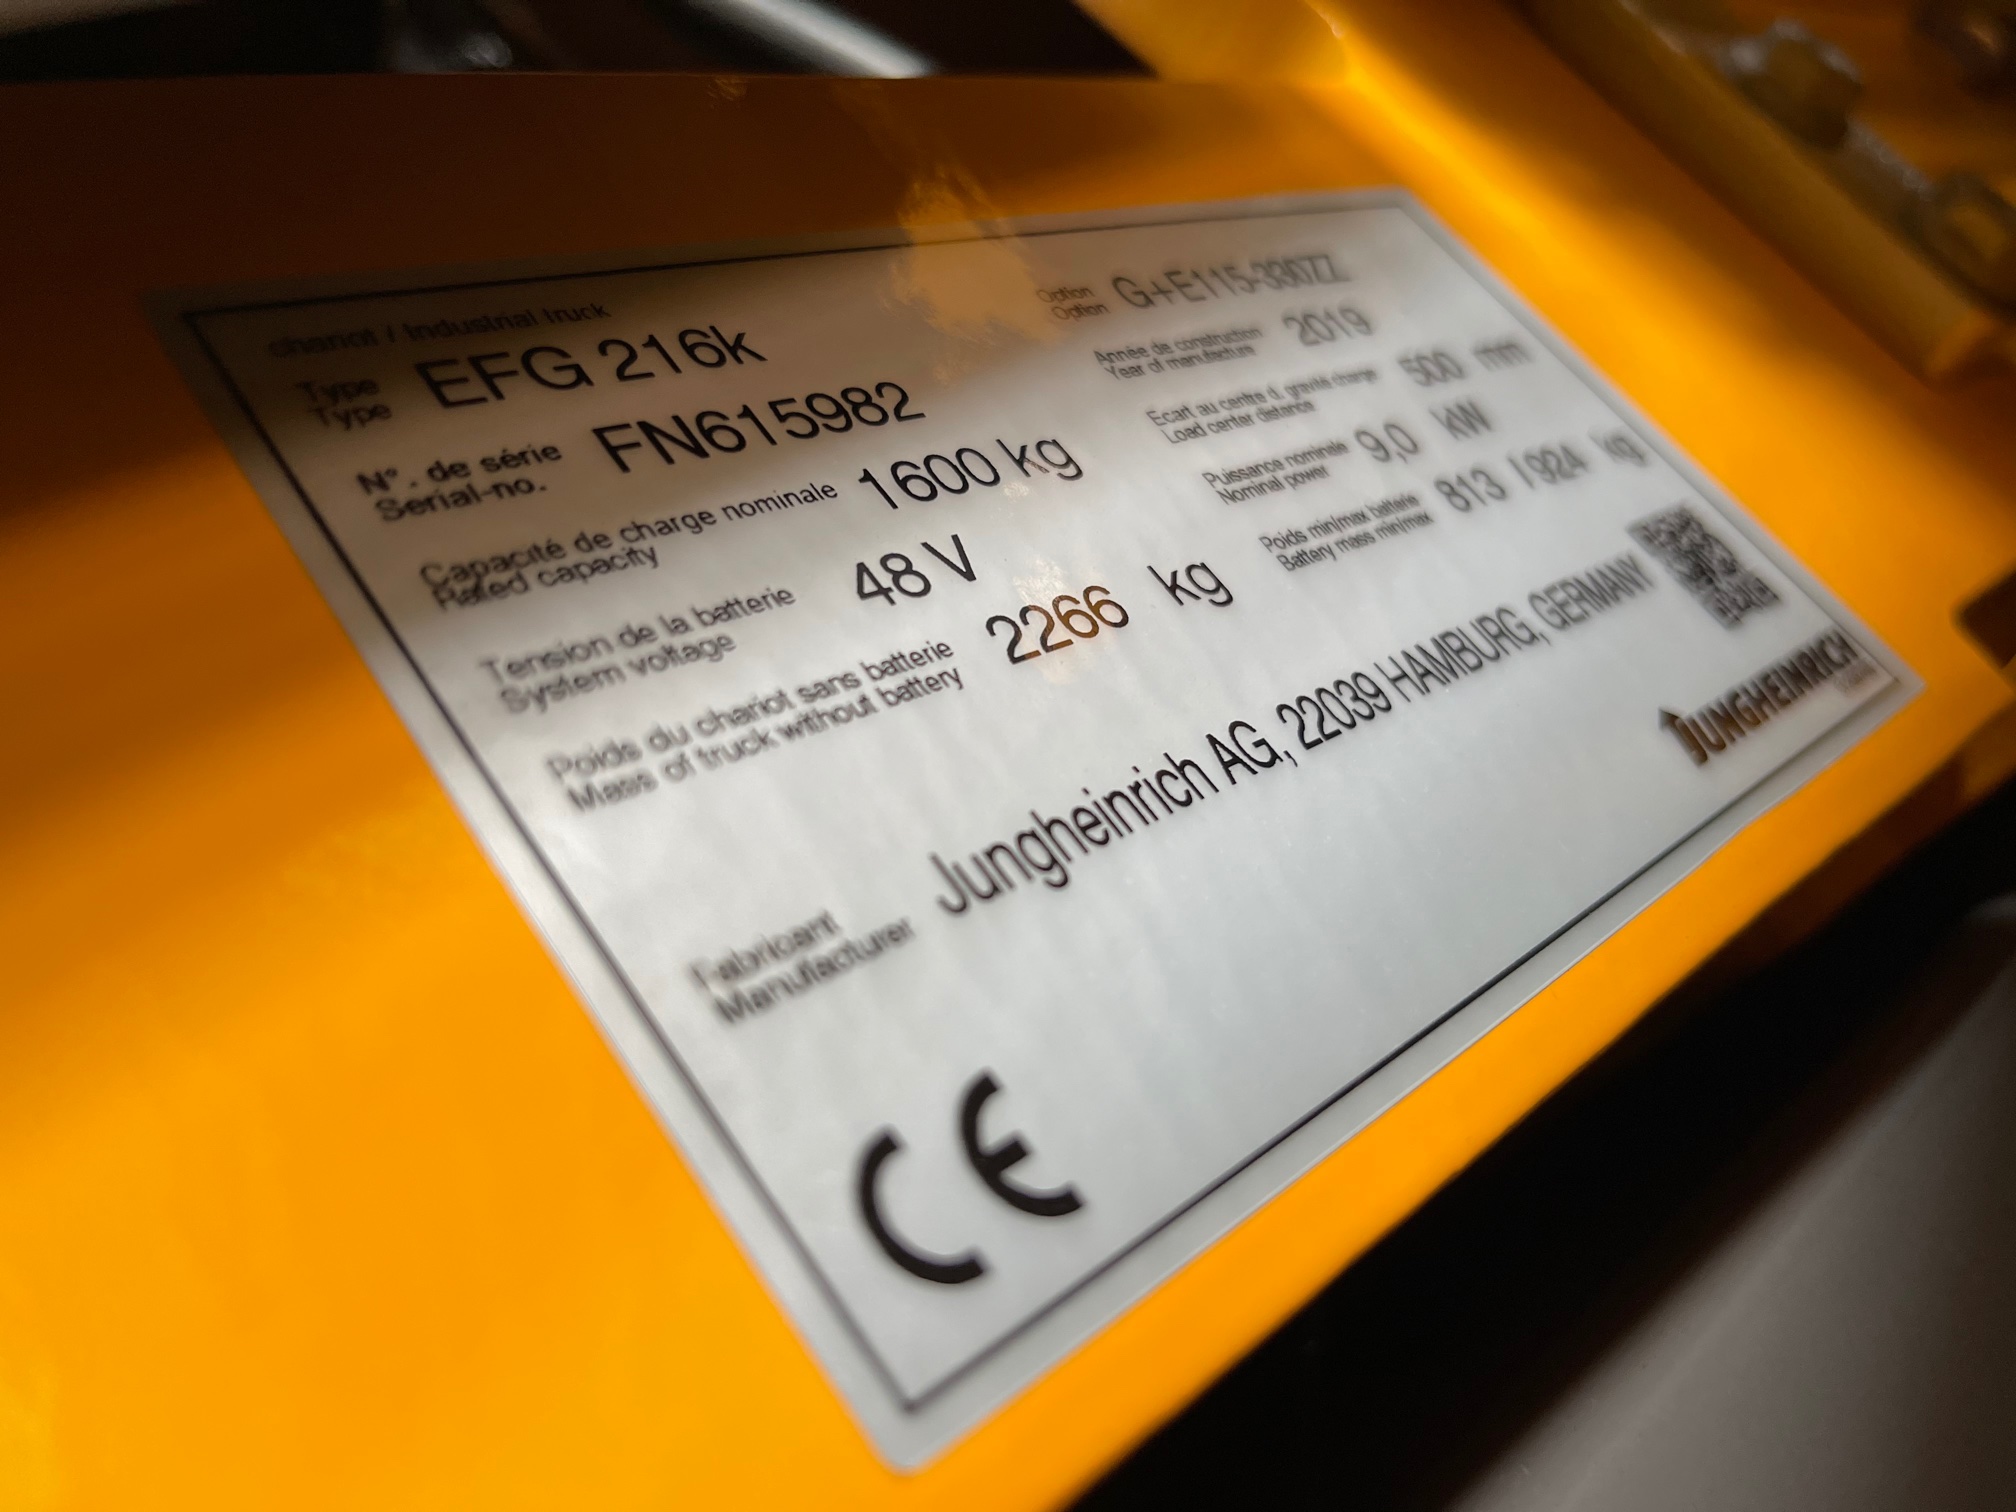 chariot / Industrial truck
Type
Type EFG 216k
Option
Option G+E115-330ZZ
N°. de série
Serial-no. FN615982
Année de construction
Year of manufacture 2019
Capacité de charge nominale
Rated capacity 1600 kg
Ecart au centre d. gravité charge
Load center distance 500 mm
Tension de la batterie
System voltage 48 V
Puissance nominale
Nominal power 9,0 kW
Poids du chariot sans batterie
Mass of truck without battery 2266 kg
Poids min/max batterie
Battery mass min/max 813 / 924 kg
Fabricant
Manufacturer Jungheinrich AG, 22039 HAMBURG, GERMANY
JUNGHEINRICH
CE